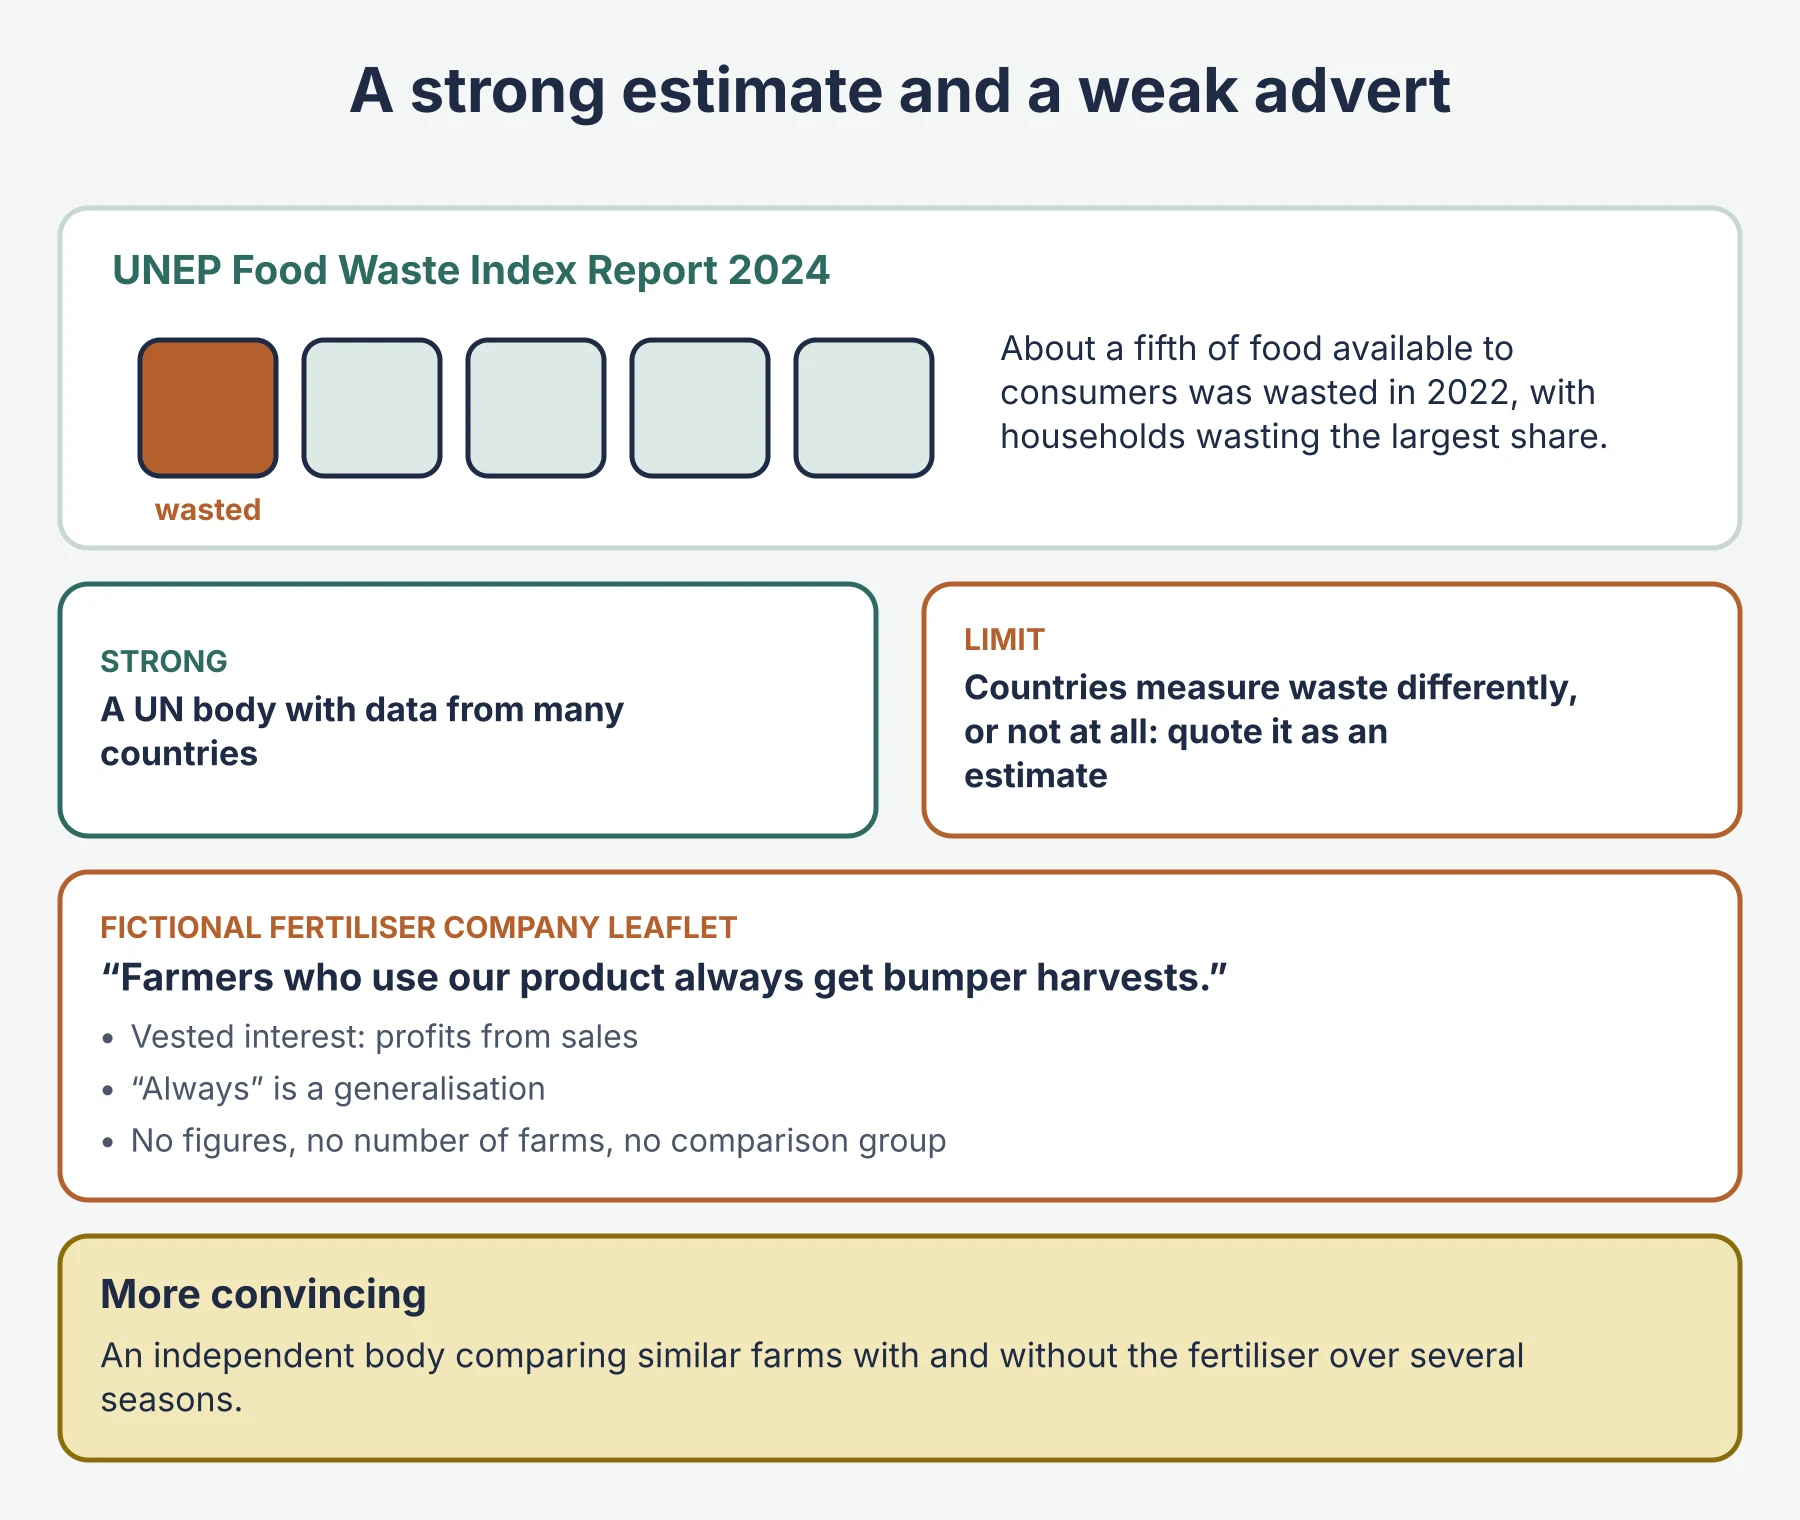 A strong estimate and a weak advert
UNEP Food Waste Index Report 2024
wasted
About a fifth of food available to
consumers was wasted in 2022, with
households wasting the largest share.
STRONG
A UN body with data from many
countries
LIMIT
Countries measure waste differently,
or not at all: quote it as an
estimate
FICTIONAL FERTILISER COMPANY LEAFLET
“Farmers who use our product always get bumper harvests.”
• Vested interest: profits from sales
• “Always” is a generalisation
• No figures, no number of farms, no comparison group
More convincing
An independent body comparing similar farms with and without the fertiliser over several
seasons.